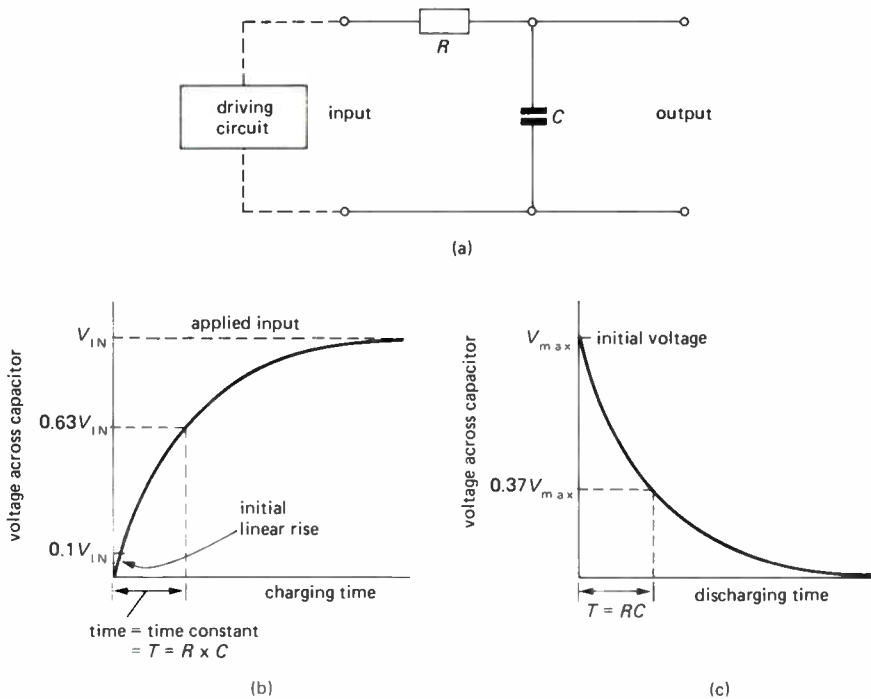 R
driving
circuit
input
C
output
(a)
V_IN
applied input
0.63V_IN
voltage across capacitor
initial
linear rise
0.1V_IN
charging time
time = time constant
= T = R x C
(b)
V_max
initial voltage
0.37V_max
voltage across capacitor
T = RC
discharging time
(c)